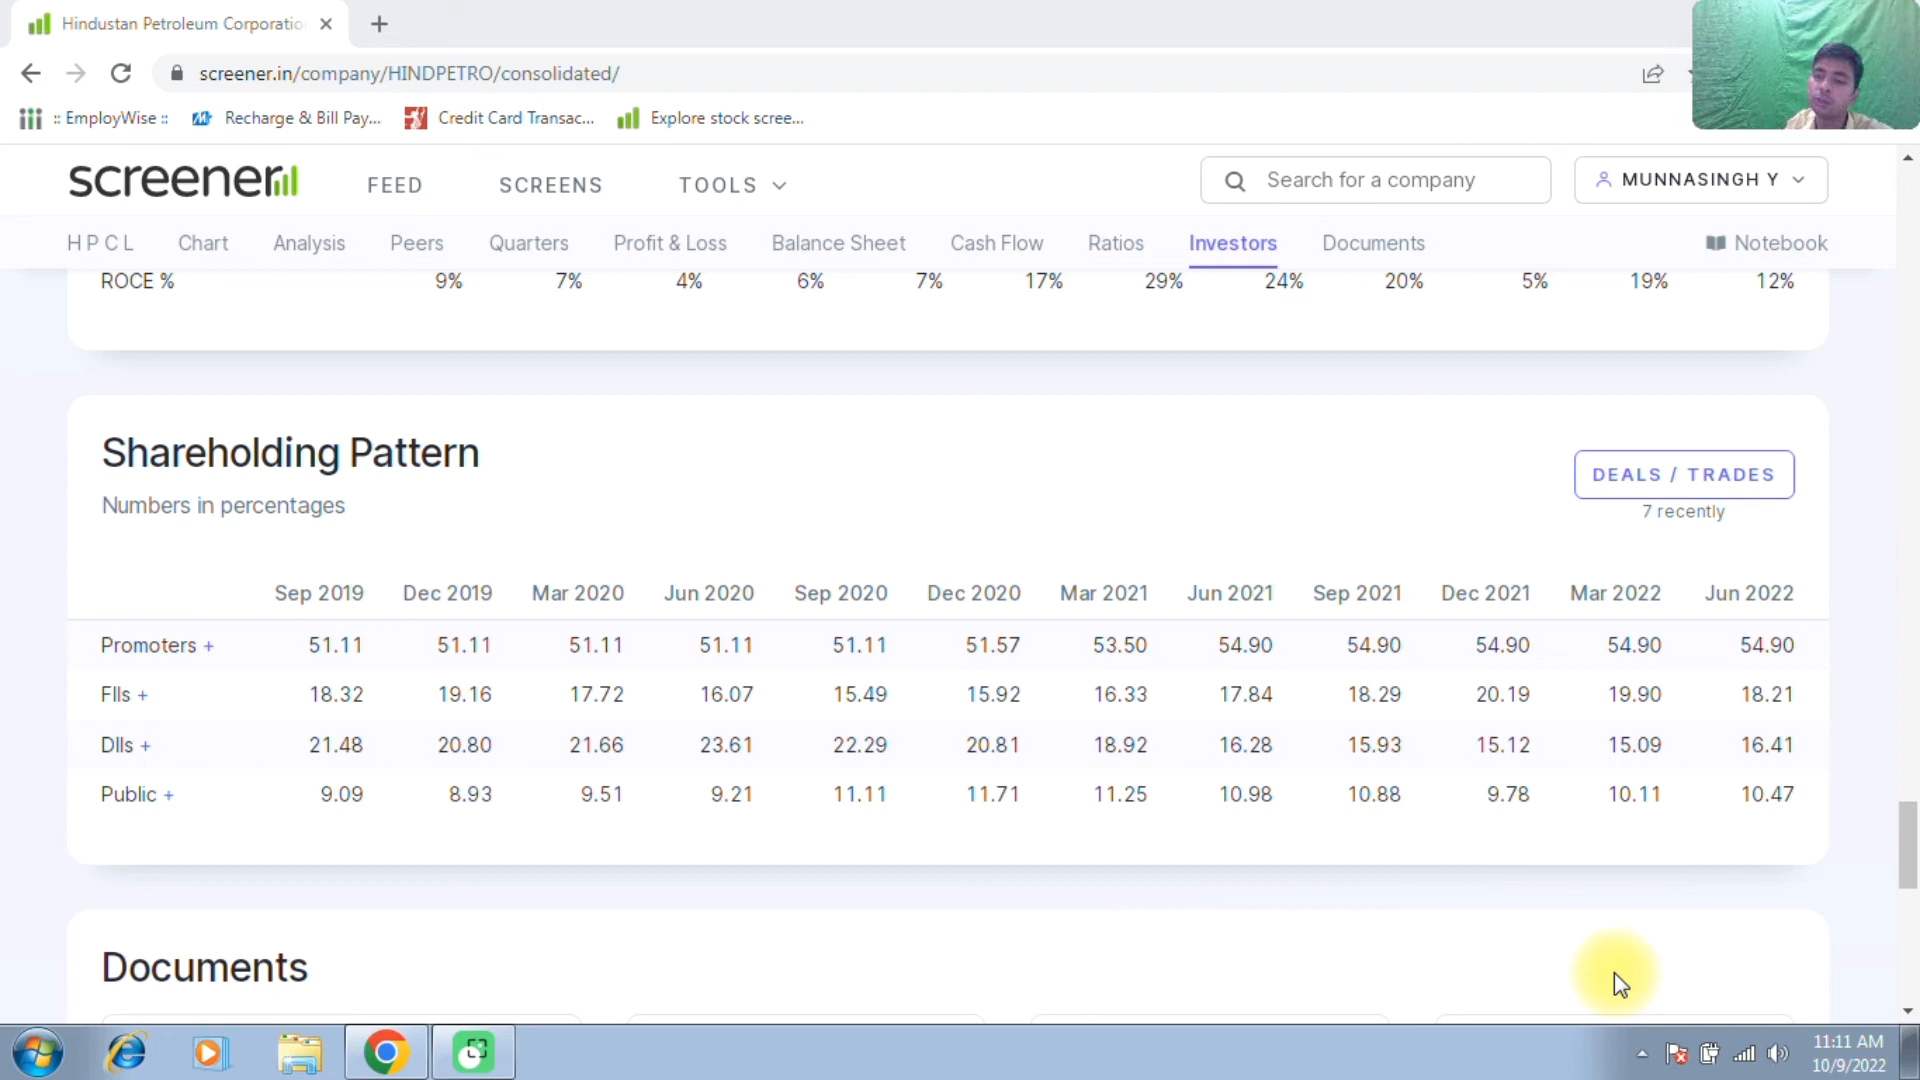 Hindustan Petroleum Corporatio
screener.in/company/HINDPETRO/consolidated/
:: EmployWise :: Recharge & Bill Pay... Credit Card Transac... Explore stock scree...
screener FEED SCREENS TOOLS Search for a company MUNNASINGH Y
H P C L Chart Analysis Peers Quarters Profit & Loss Balance Sheet Cash Flow Ratios Investors Documents Notebook
ROCE % 9% 7% 4% 6% 7% 17% 29% 24% 20% 5% 19% 12%
Shareholding Pattern
DEALS / TRADES
Numbers in percentages
7 recently
Sep 2019 Dec 2019 Mar 2020 Jun 2020 Sep 2020 Dec 2020 Mar 2021 Jun 2021 Sep 2021 Dec 2021 Mar 2022 Jun 2022
Promoters + 51.11 51.11 51.11 51.11 51.11 51.57 53.50 54.90 54.90 54.90 54.90 54.90
FIIs + 18.32 19.16 17.72 16.07 15.49 15.92 16.33 17.84 18.29 20.19 19.90 18.21
DIIs + 21.48 20.80 21.66 23.61 22.29 20.81 18.92 16.28 15.93 15.12 15.09 16.41
Public + 9.09 8.93 9.51 9.21 11.11 11.71 11.25 10.98 10.88 9.78 10.11 10.47
Documents
11:11 AM
10/9/2022